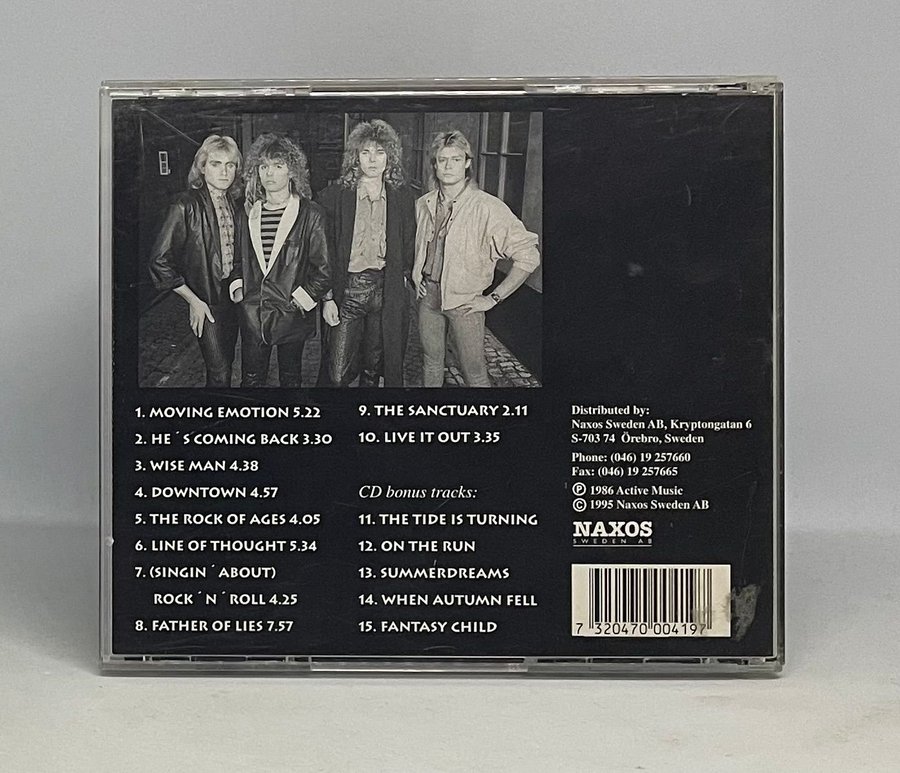 1. MOVING EMOTION 5.22
2. HE´S COMING BACK 3.30
3. WISE MAN 4.38
4. DOWNTOWN 4.57
5. THE ROCK OF AGES 4.05
6. LINE OF THOUGHT 5.34
7. (SINGIN´ ABOUT)
ROCK´N´ROLL 4.25
8. FATHER OF LIES 7.57
9. THE SANCTUARY 2.11
10. LIVE IT OUT 3.35
CD bonus tracks:
11. THE TIDE IS TURNING
12. ON THE RUN
13. SUMMERDREAMS
14. WHEN AUTUMN FELL
15. FANTASY CHILD
Distributed by:
Naxos Sweden AB, Kryptongatan 6
S-703 74 Örebro, Sweden
Phone: (046) 19 257660
Fax: (046) 19 257665
℗ 1986 Active Music
© 1995 Naxos Sweden AB
NAXOS
SWEDEN AB
7 320470 004197